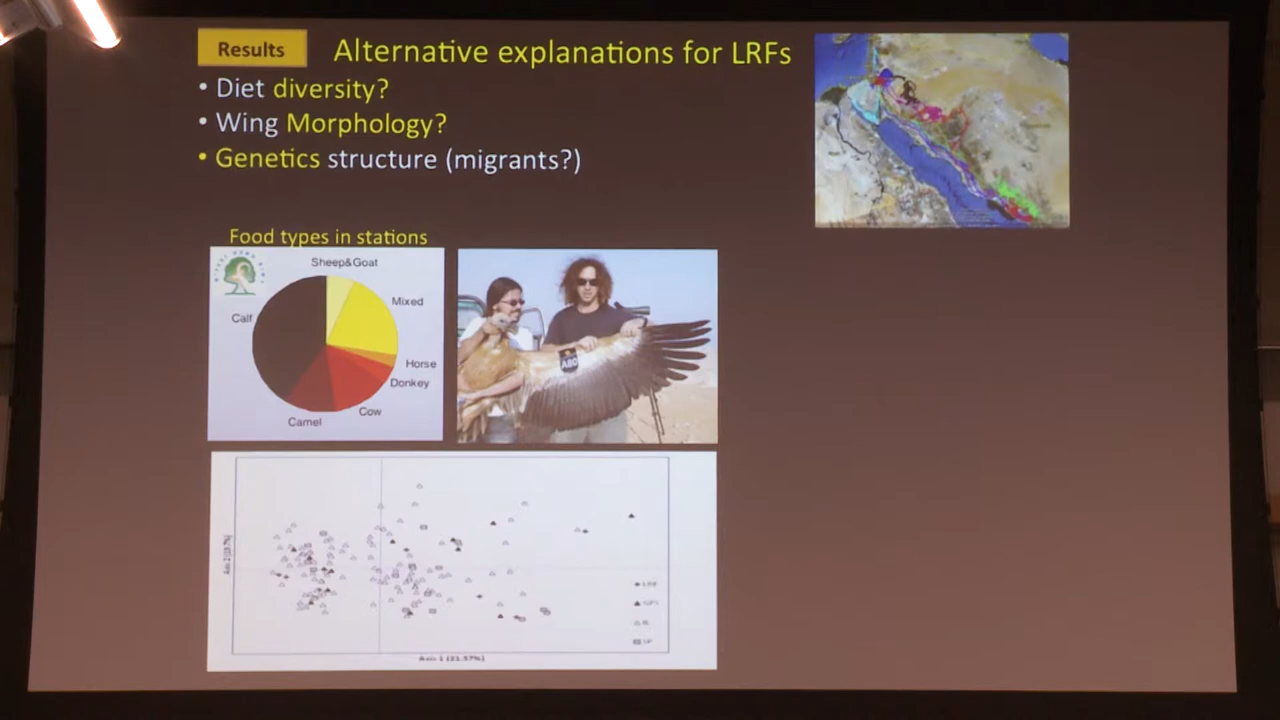 Results
Alternative explanations for LRFs
• Diet diversity?
• Wing Morphology?
• Genetics structure (migrants?)
Food types in stations
Sheep&Goat
Mixed
Calf
Horse
Donkey
Cow
Camel
A80